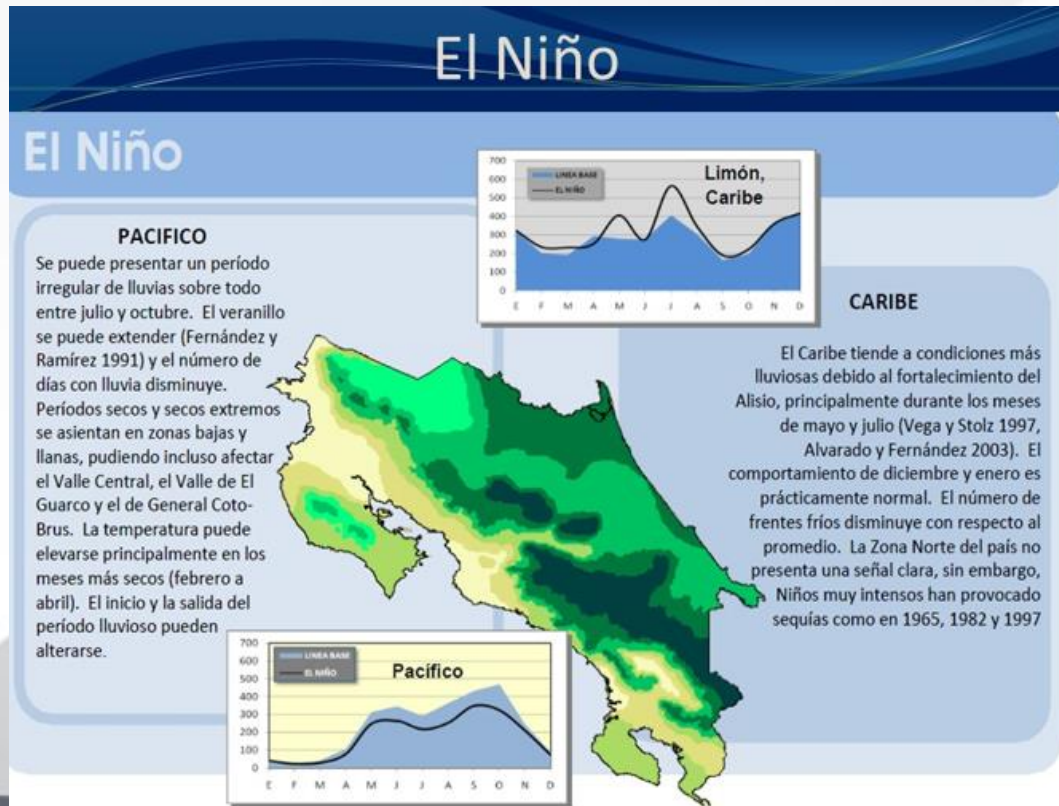 El Niño
El Niño
PACIFICO
Se puede presentar un período
irregular de lluvias sobre todo
entre julio y octubre. El veranillo
se puede extender (Fernández y
Ramírez 1991) y el número de
días con lluvia disminuye.
Períodos secos y secos extremos
se asientan en zonas bajas y
llanas, pudiendo incluso afectar
el Valle Central, el Valle de El
Guarco y el de General Coto-
Brus. La temperatura puede
elevarse principalmente en los
meses más secos (febrero a
abril). El inicio y la salida del
período lluvioso pueden
alterarse.
Limón,
Caribe
LINEA BASE
EL NIÑO
700
600
500
400
300
200
100
0
E F M A M J J A S O N D
CARIBE
El Caribe tiende a condiciones más
lluviosas debido al fortalecimiento del
Alisio, principalmente durante los meses
de mayo y julio (Vega y Stolz 1997,
Alvarado y Fernández 2003). El
comportamiento de diciembre y enero es
prácticamente normal. El número de
frentes fríos disminuye con respecto al
promedio. La Zona Norte del país no
presenta una señal clara, sin embargo,
Niños muy intensos han provocado
sequías como en 1965, 1982 y 1997
Pacífico
LINEA BASE
EL NIÑO
700
600
500
400
300
200
100
0
E F M A M J J A S O N D